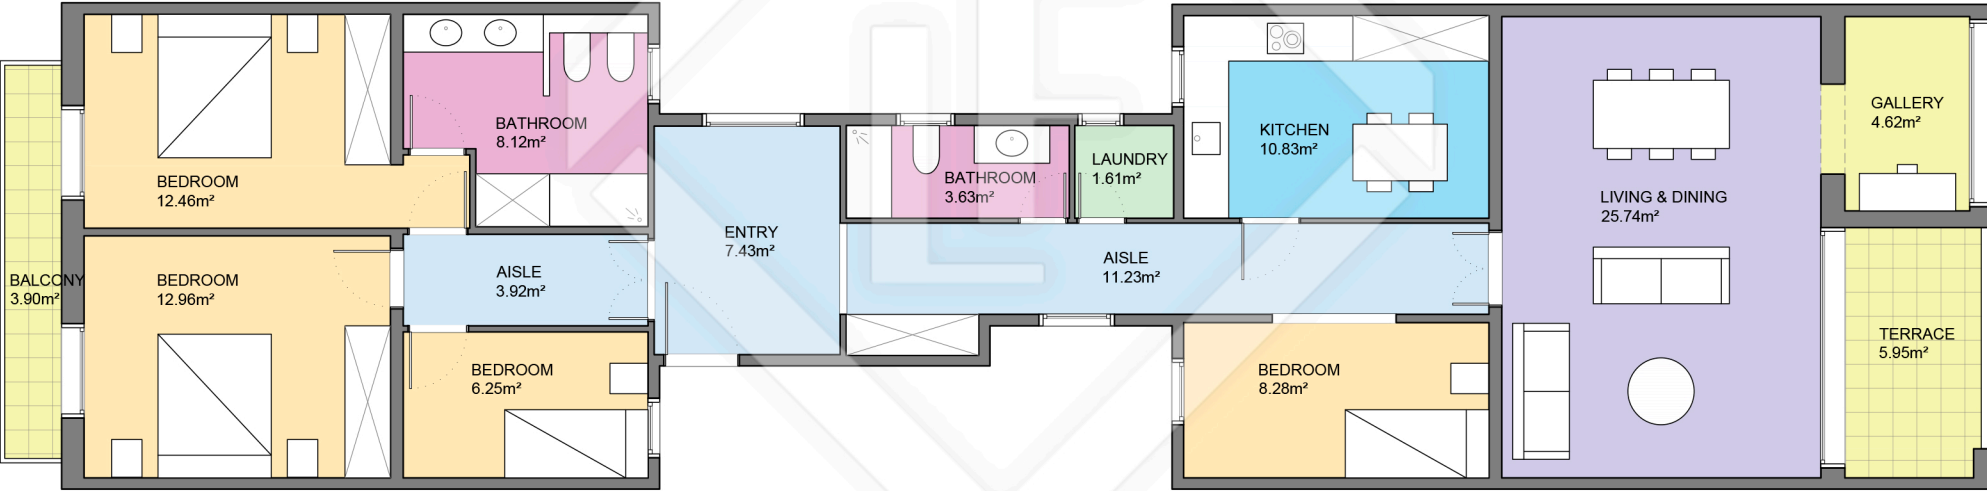 BEDROOM
12.46m²
BATHROOM
8.12m²
BALCONY
3.90m²
BEDROOM
12.96m²
AISLE
3.92m²
BEDROOM
6.25m²
ENTRY
7.43m²
BATHROOM
3.63m²
LAUNDRY
1.61m²
AISLE
11.23m²
KITCHEN
10.83m²
BEDROOM
8.28m²
LIVING & DINING
25.74m²
GALLERY
4.62m²
TERRACE
5.95m²